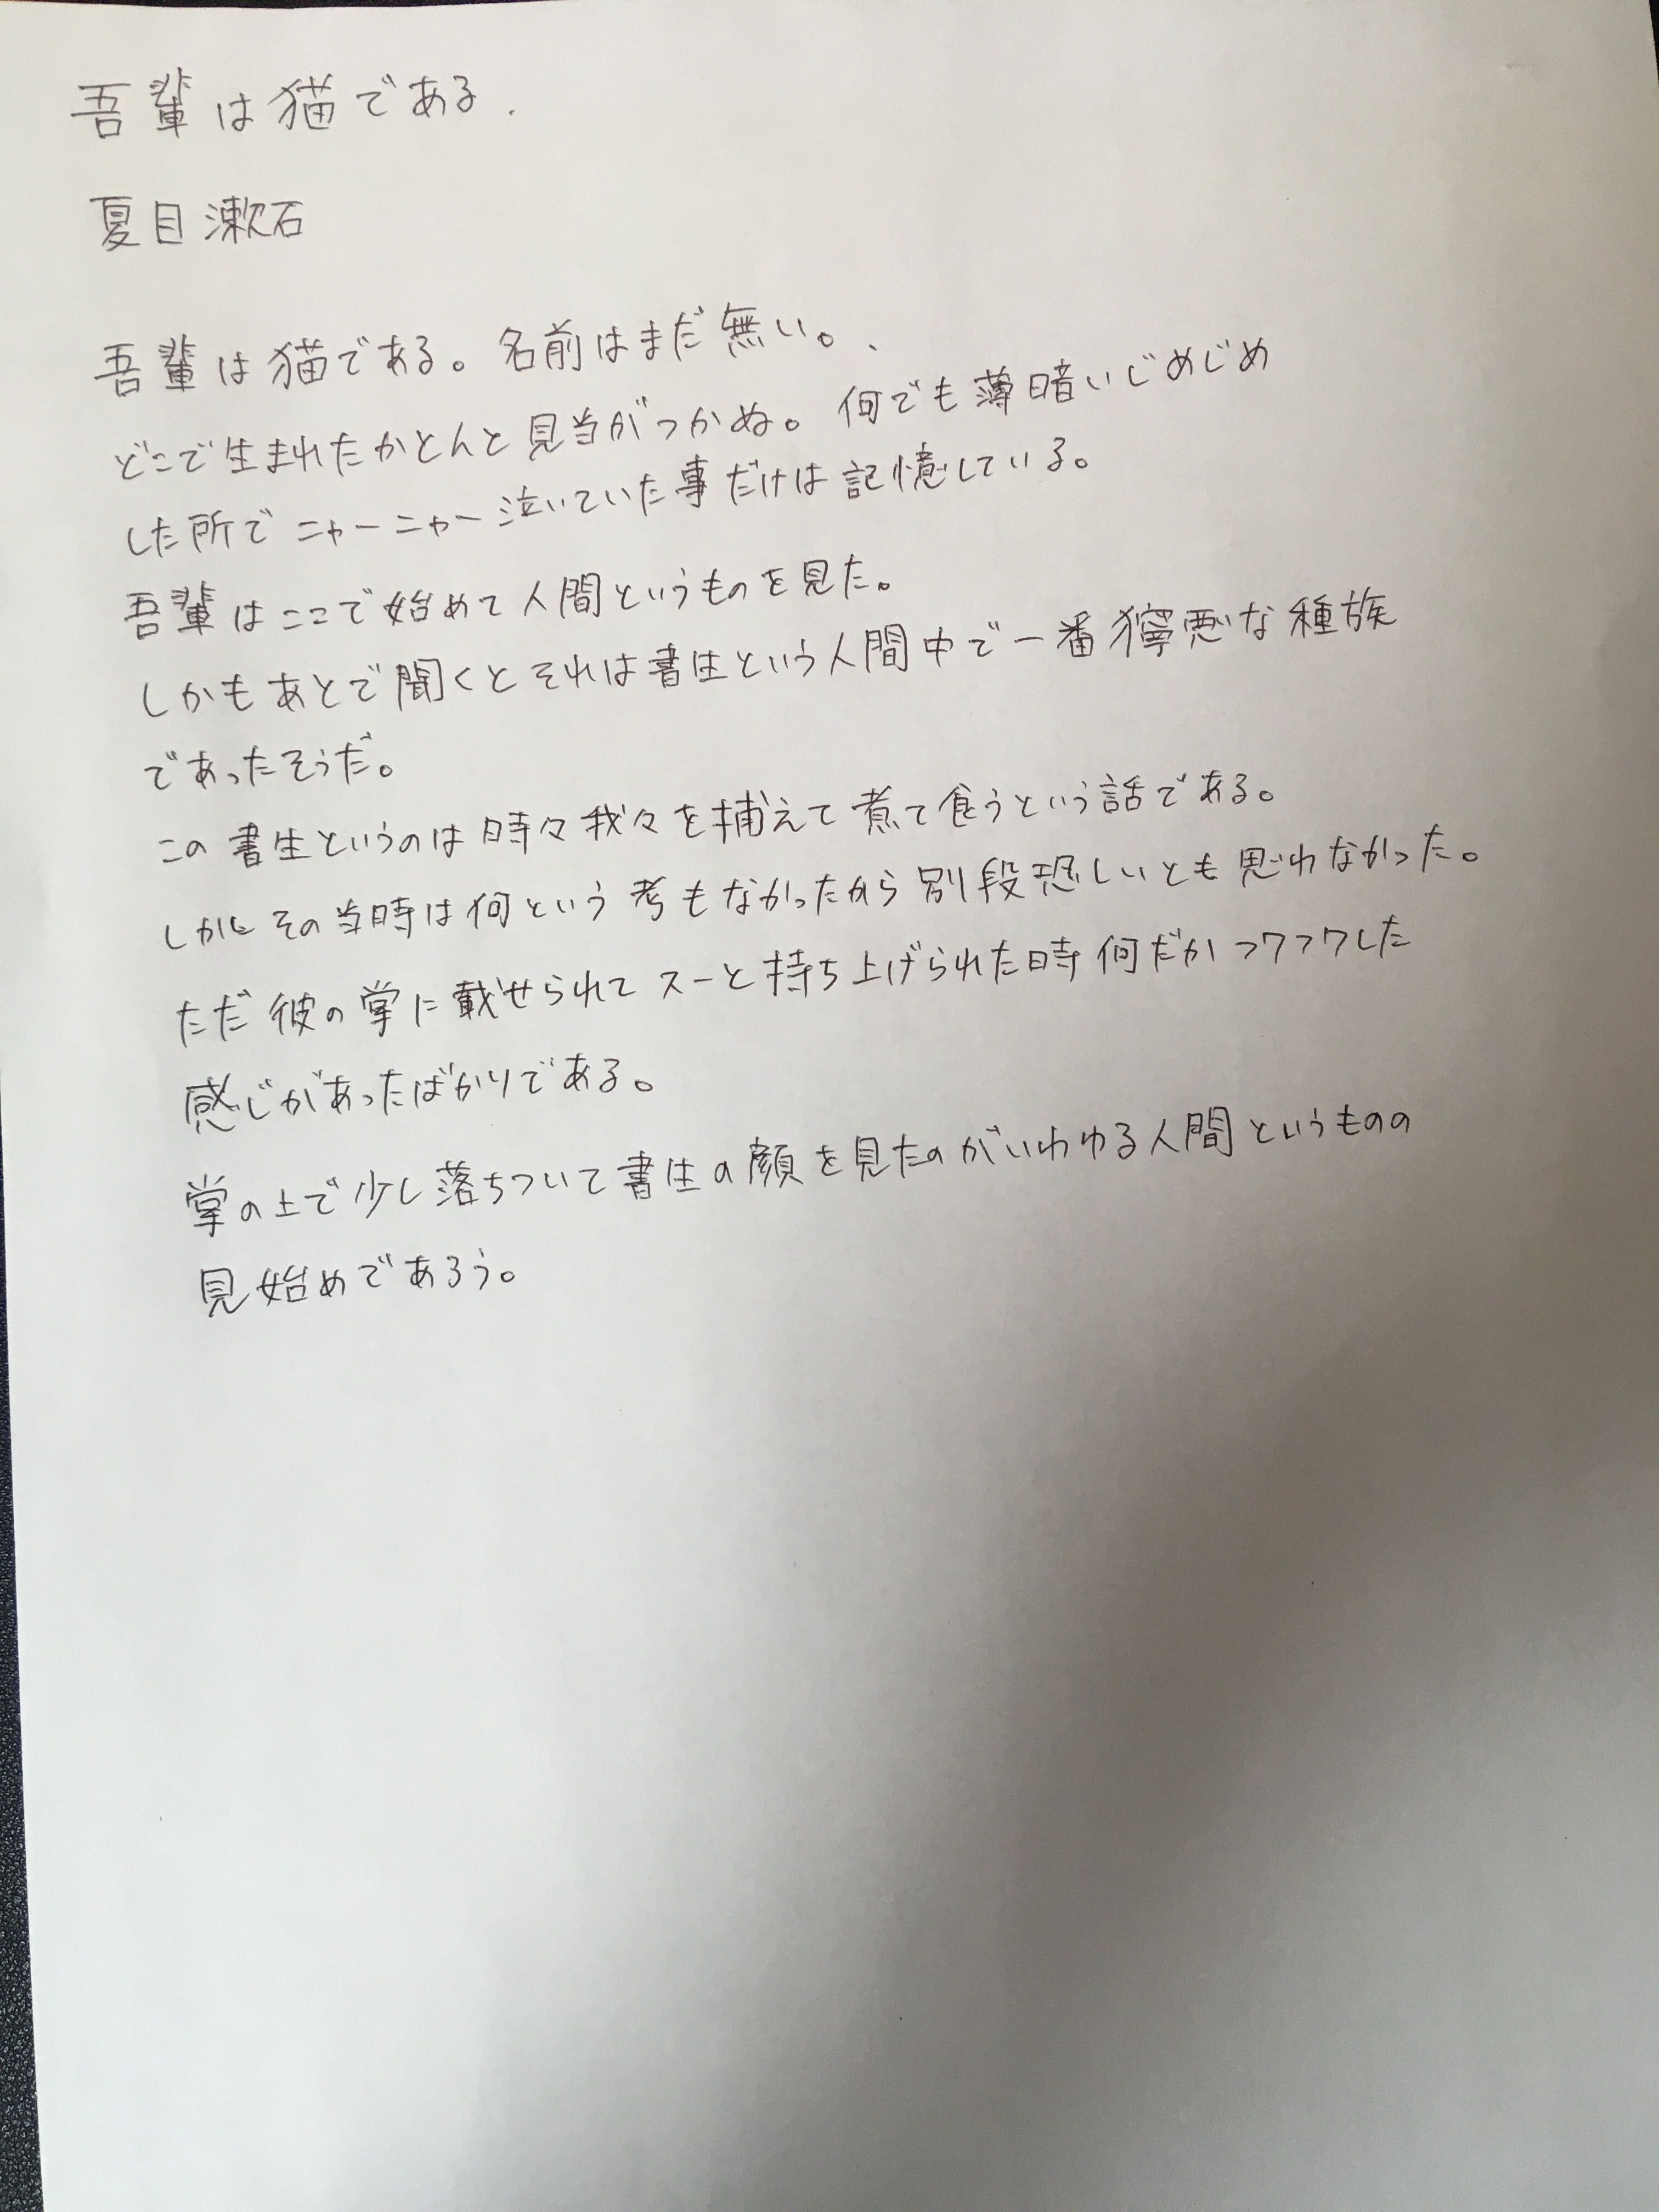 吾輩は猫である.
夏目漱石
吾輩は猫である。名前はまだ無い。、
どこで生まれたかとんと見当がつかぬ。何でも薄暗いじめじめ
した所でニャーニャー泣いていた事だけは記憶している。
吾輩はここで始めて人間というものを見た。
しかもあとで聞くとそれは書生という人間中で一番獰悪な種族
であったそうだ。
この書生というのは時々我々を捕えて煮て食うという話である。
しかしその当時は何という考もなかったから別段恐しいとも思わなかった。
ただ彼の掌に載せられてスーと持ち上げられた時何だかフワフワした
感じがあったばかりである。
掌の上で少し落ちついて書生の顔を見たのがいわゆる人間というものの
見始めであろう。